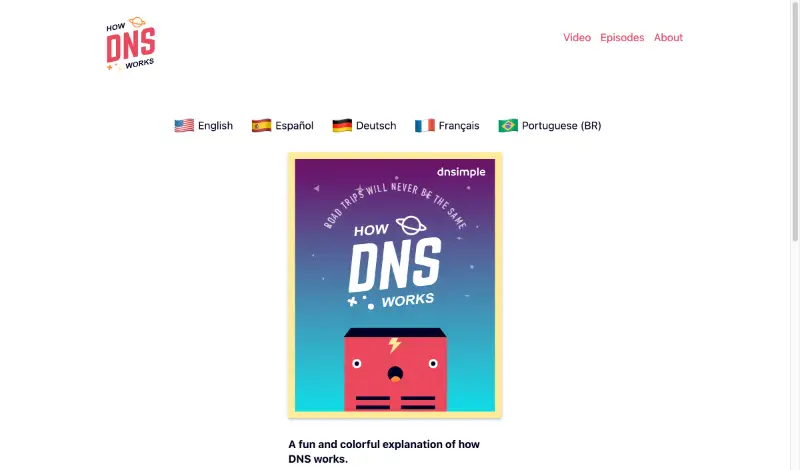 HOW
DNS
WORKS
Video Episodes About
English Español Deutsch Français Portuguese (BR)
dnsimple
ROAD TRIPS WILL NEVER BE THE SAME
HOW
DNS
WORKS
A fun and colorful explanation of how
DNS works.